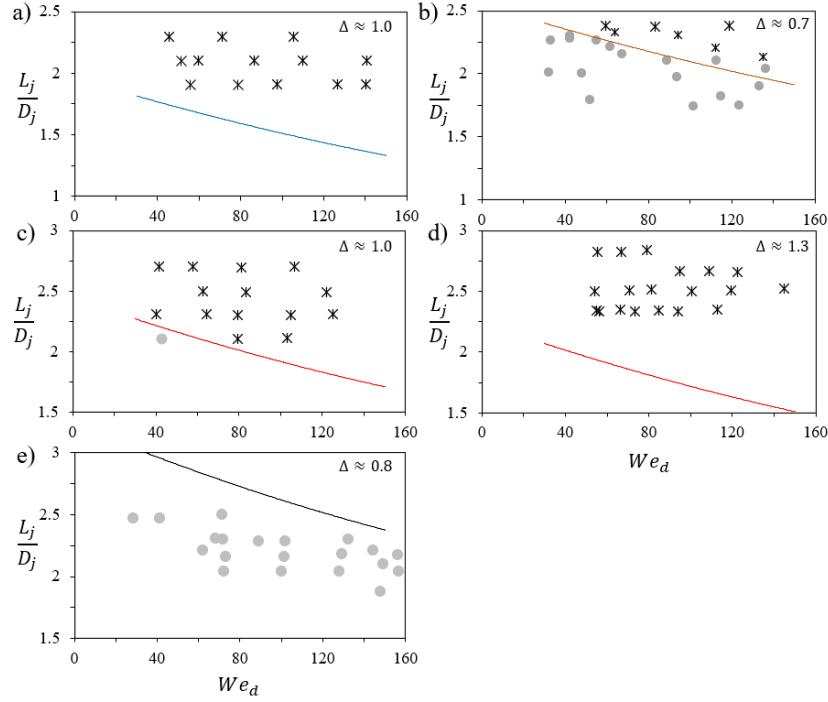 a)
Δ ≈ 1.0
L_j
D_j
2.5
2
1.5
1
0 40 80 120 160
b)
Δ ≈ 0.7
L_j
D_j
2.5
2
1.5
1
0 40 80 120 160
c)
Δ ≈ 1.0
L_j
D_j
3
2.5
2
1.5
0 40 80 120 160
d)
Δ ≈ 1.3
L_j
D_j
3
2.5
2
1.5
0 40 80 120 160
We_d
e)
Δ ≈ 0.8
L_j
D_j
3
2.5
2
1.5
0 40 80 120 160
We_d